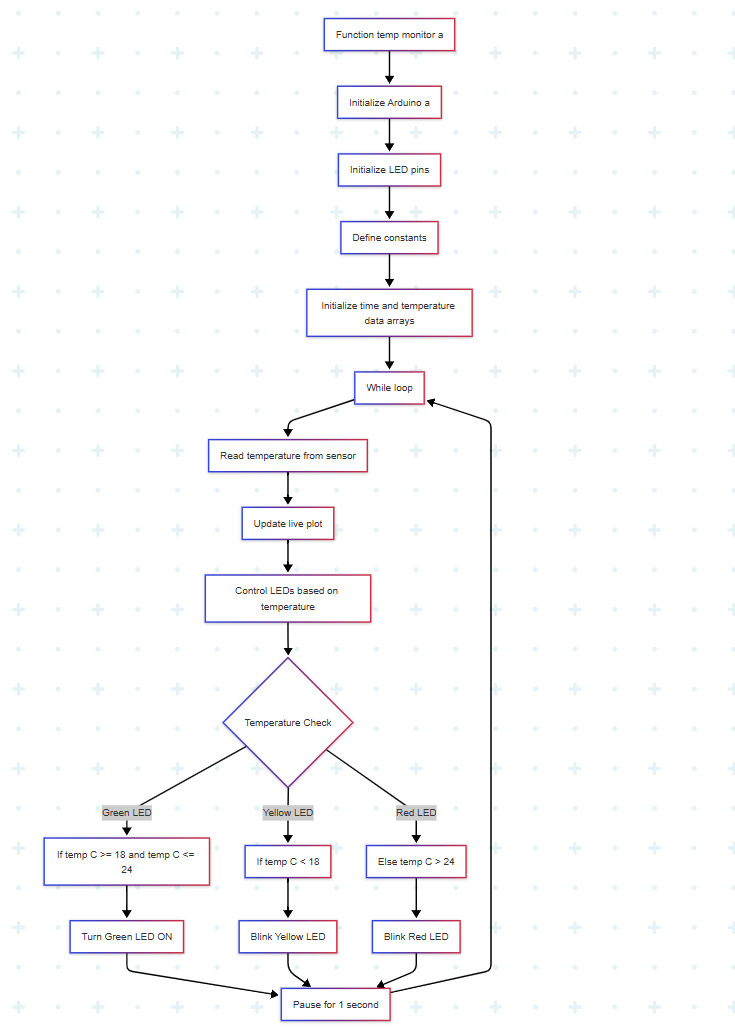 Function temp monitor a
Initialize Arduino a
Initialize LED pins
Define constants
Initialize time and temperature
data arrays
While loop
Read temperature from sensor
Update live plot
Control LEDs based on
temperature
Temperature Check
Green LED
Yellow LED
Red LED
If temp C >= 18 and temp C <=
24
If temp C < 18
Else temp C > 24
Turn Green LED ON
Blink Yellow LED
Blink Red LED
Pause for 1 second